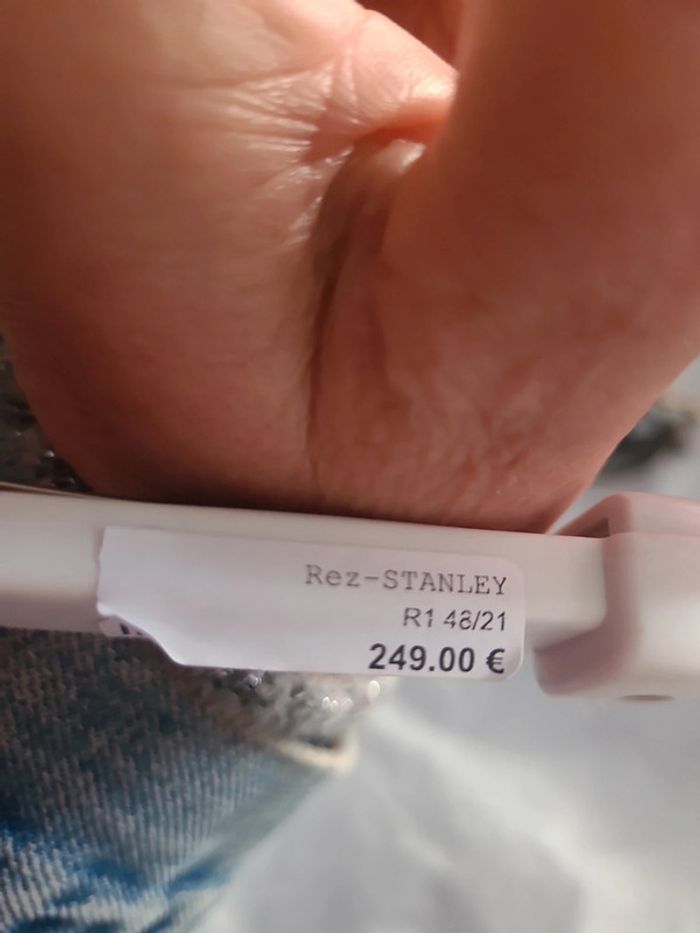 Rez-STANLEY
R1 48/21
249.00 €